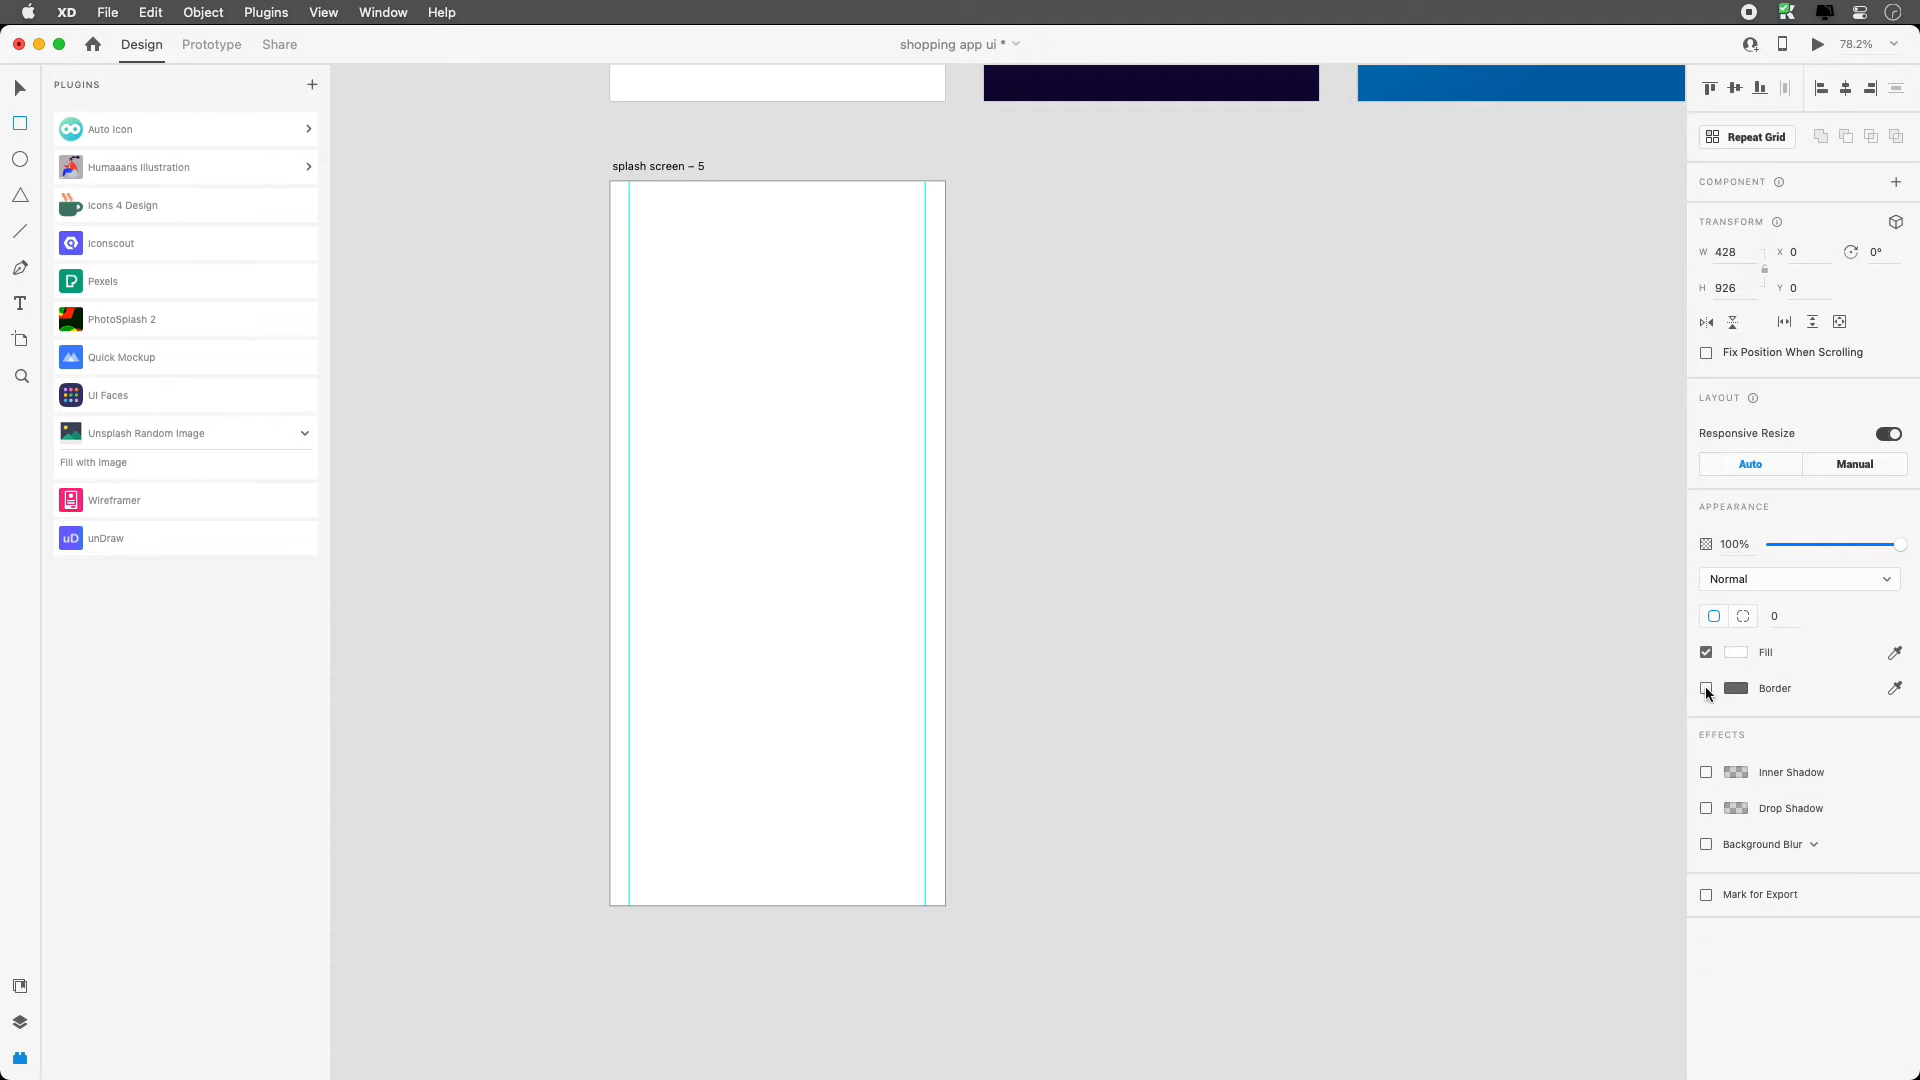 XD File Edit Object Plugins View Window Help
Design Prototype Share
shopping app ui *
78.2%
PLUGINS
Auto Icon
Humaaans Illustration
Icons 4 Design
Iconscout
Pexels
PhotoSplash 2
Quick Mockup
UI Faces
Unsplash Random Image
Fill with image
Wireframer
uD unDraw
splash screen – 5
Repeat Grid
COMPONENT
TRANSFORM
W 428 X 0 0°
H 926 Y 0
Fix Position When Scrolling
LAYOUT
Responsive Resize
Auto Manual
APPEARANCE
100%
Normal
0
Fill
Border
EFFECTS
Inner Shadow
Drop Shadow
Background Blur
Mark for Export